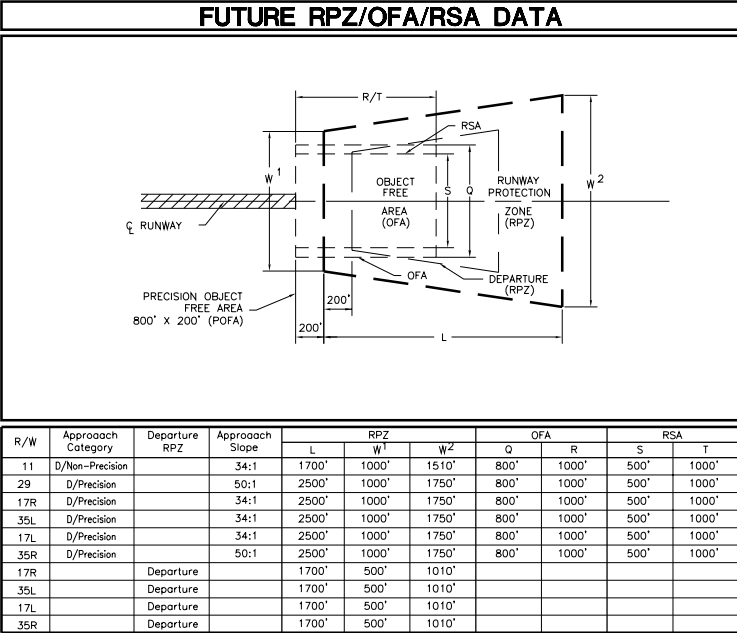 FUTURE RPZ/OFA/RSA DATA
R/T
RSA
W1
OBJECT
FREE
AREA
(OFA)
S
Q
RUNWAY
PROTECTION
ZONE
(RPZ)
W2
℄ RUNWAY
OFA
DEPARTURE
(RPZ)
PRECISION OBJECT
FREE AREA
800' X 200' (POFA)
200'
200'
L
R/W Approaach Category Departure RPZ Approaach Slope RPZ OFA RSA
L W1 W2 Q R S T
11 D/Non-Precision 34:1 1700' 1000' 1510' 800' 1000' 500' 1000'
29 D/Precision 50:1 2500' 1000' 1750' 800' 1000' 500' 1000'
17R D/Precision 34:1 2500' 1000' 1750' 800' 1000' 500' 1000'
35L D/Precision 34:1 2500' 1000' 1750' 800' 1000' 500' 1000'
17L D/Precision 34:1 2500' 1000' 1750' 800' 1000' 500' 1000'
35R D/Precision 50:1 2500' 1000' 1750' 800' 1000' 500' 1000'
17R Departure 1700' 500' 1010'
35L Departure 1700' 500' 1010'
17L Departure 1700' 500' 1010'
35R Departure 1700' 500' 1010'